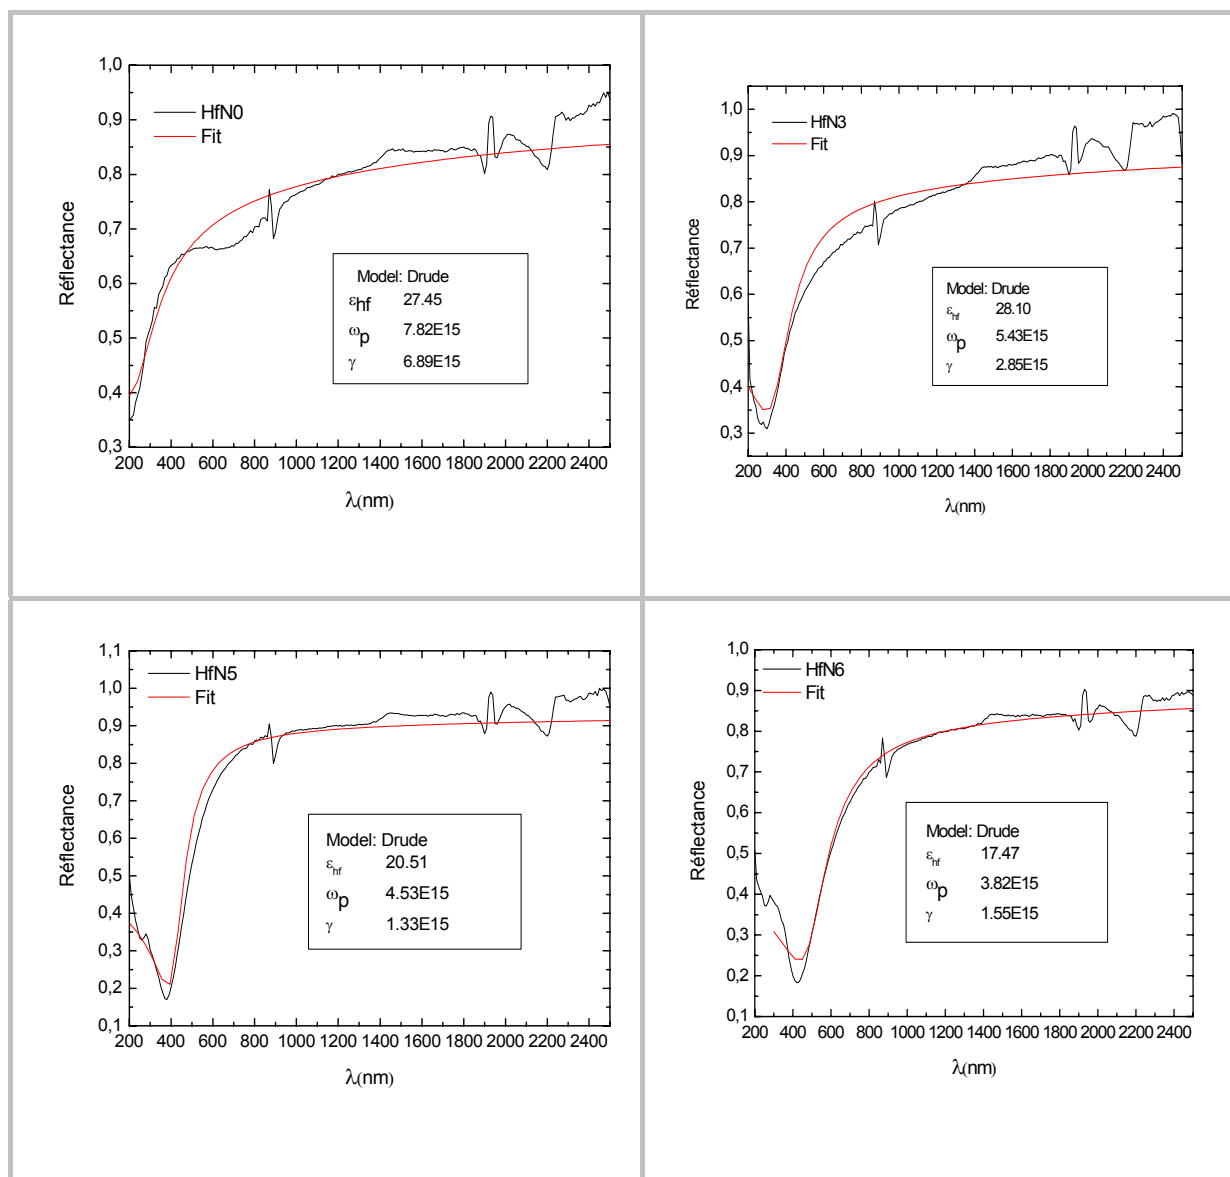 1,0
0,9
0,8
0,7
0,6
0,5
0,4
0,3
Réflectance
HfN0
Fit
Model: Drude
εhf 27.45
ωp 7.82E15
γ 6.89E15
200 400 600 800 1000 1200 1400 1600 1800 2000 2200 2400
λ(nm)
1,0
0,9
0,8
0,7
0,6
0,5
0,4
0,3
Réflectance
HfN3
Fit
Model: Drude
εhf 28.10
ωp 5.43E15
γ 2.85E15
200 400 600 800 1000 1200 1400 1600 1800 2000 2200 2400
λ(nm)
1,1
1,0
0,9
0,8
0,7
0,6
0,5
0,4
0,3
0,2
0,1
Réflectance
HfN5
Fit
Model: Drude
εhf 20.51
ωp 4.53E15
γ 1.33E15
200 400 600 800 1000 1200 1400 1600 1800 2000 2200 2400
λ(nm)
1,0
0,9
0,8
0,7
0,6
0,5
0,4
0,3
0,2
0,1
Réflectance
HfN6
Fit
Model: Drude
εhf 17.47
ωp 3.82E15
γ 1.55E15
200 400 600 800 1000 1200 1400 1600 1800 2000 2200 2400
λ(nm)